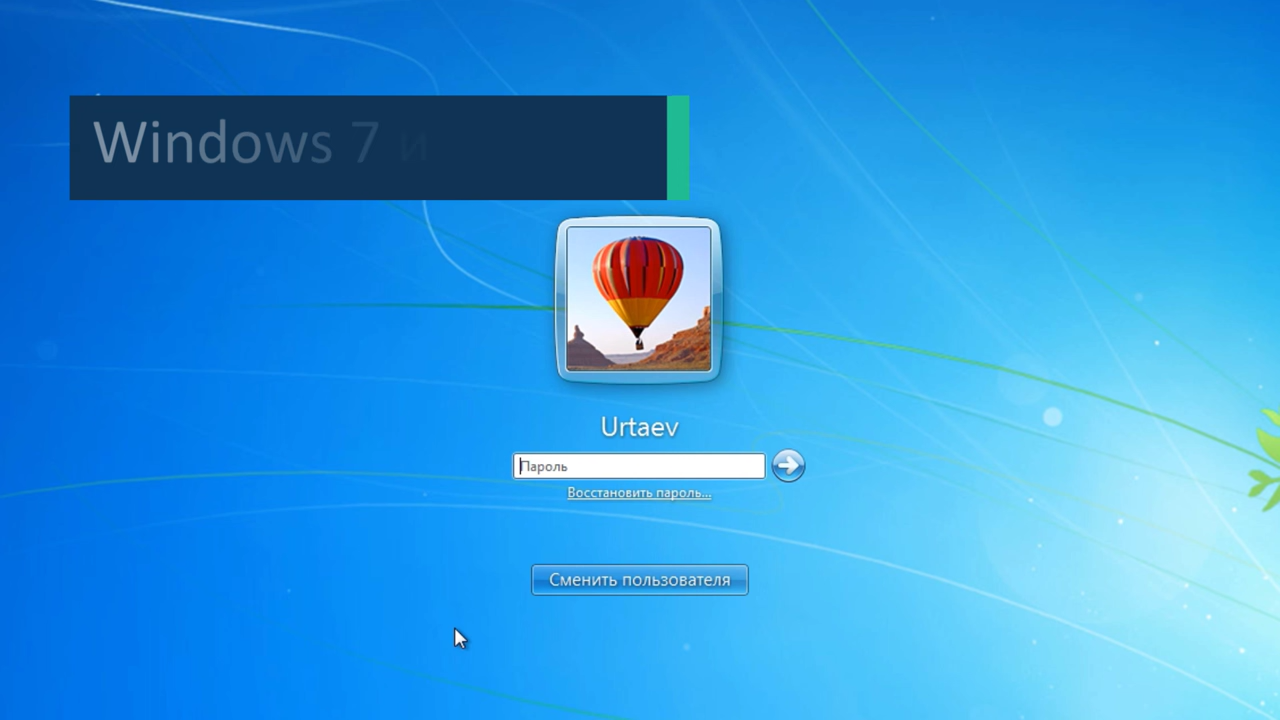 Windows 7 и
Urtaev
Пароль
Восстановить пароль...
Сменить пользователя